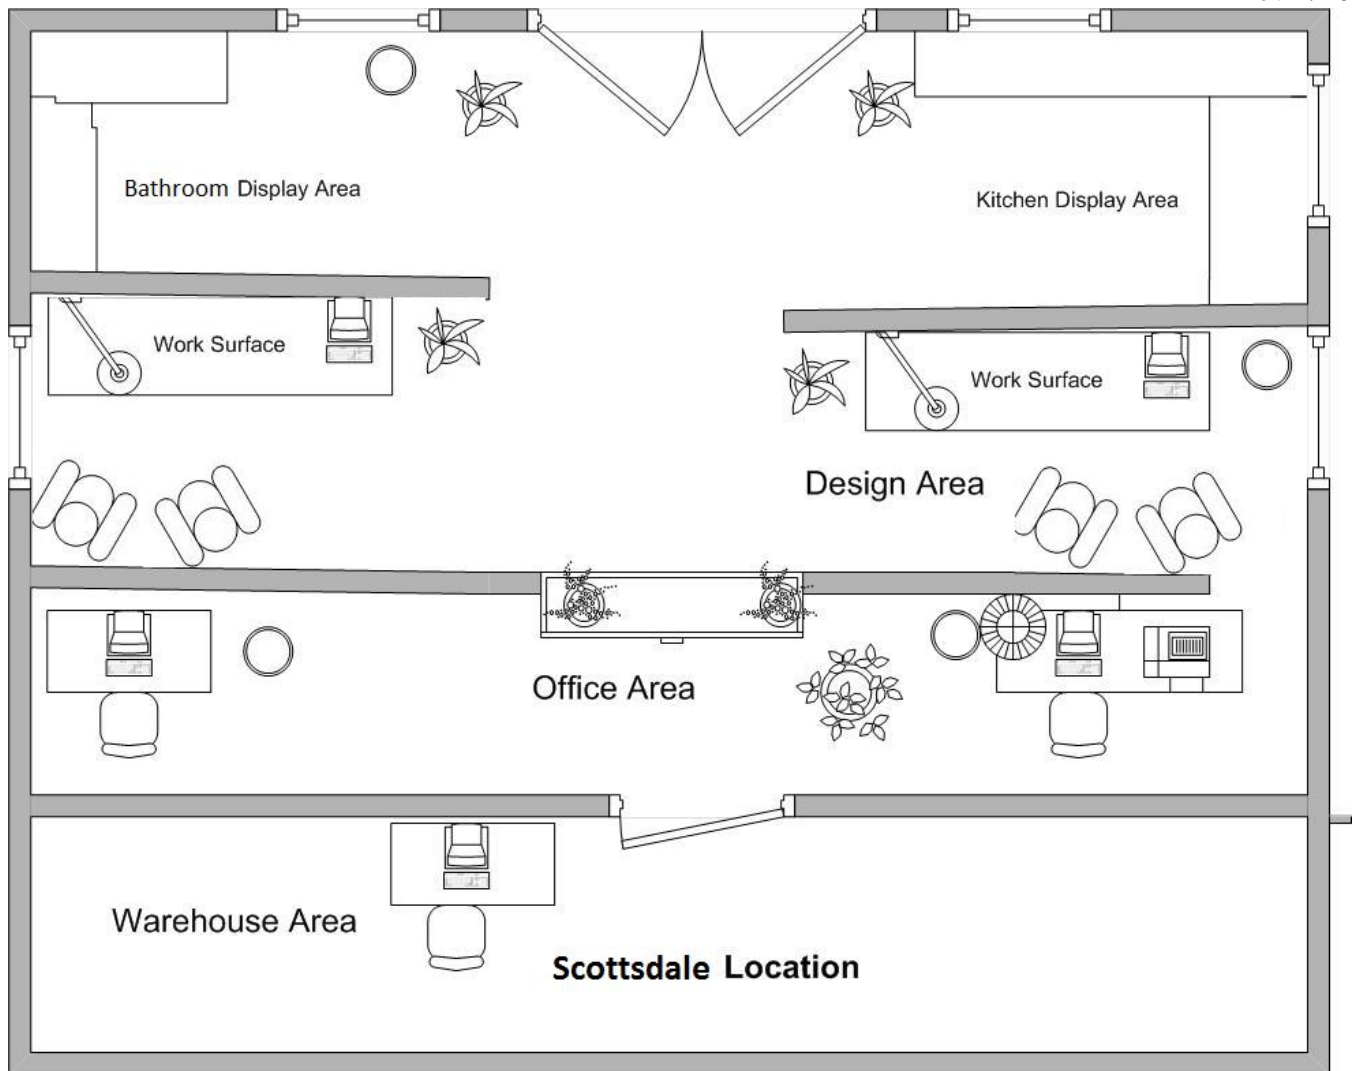 Bathroom Display Area
Kitchen Display Area
Work Surface
Work Surface
Design Area
Office Area
Warehouse Area
Scottsdale Location